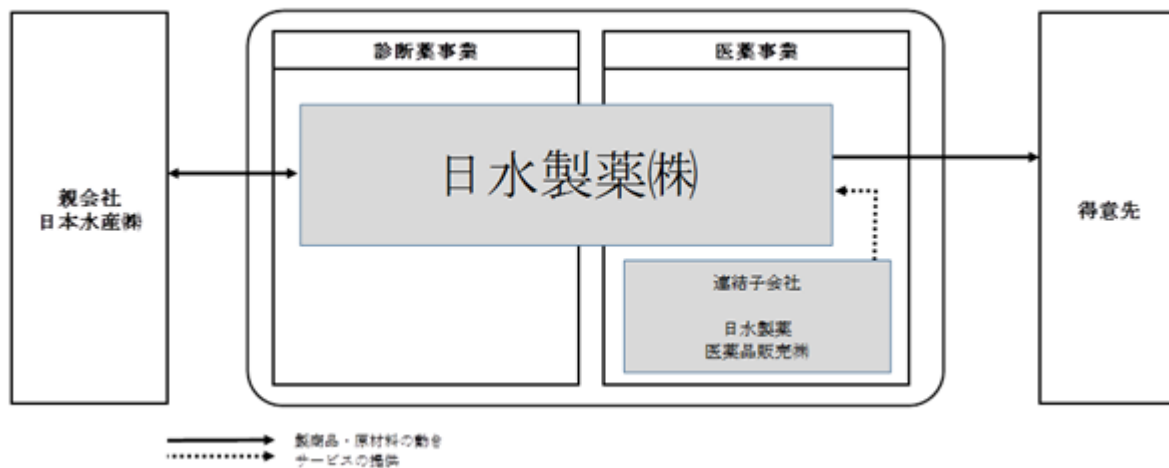 診断薬事業
医薬事業
日水製薬㈱
親会社
日本水産㈱
得意先
連結子会社
日水製薬
医薬品販売㈱
製商品・原材料の動き
サービスの提供